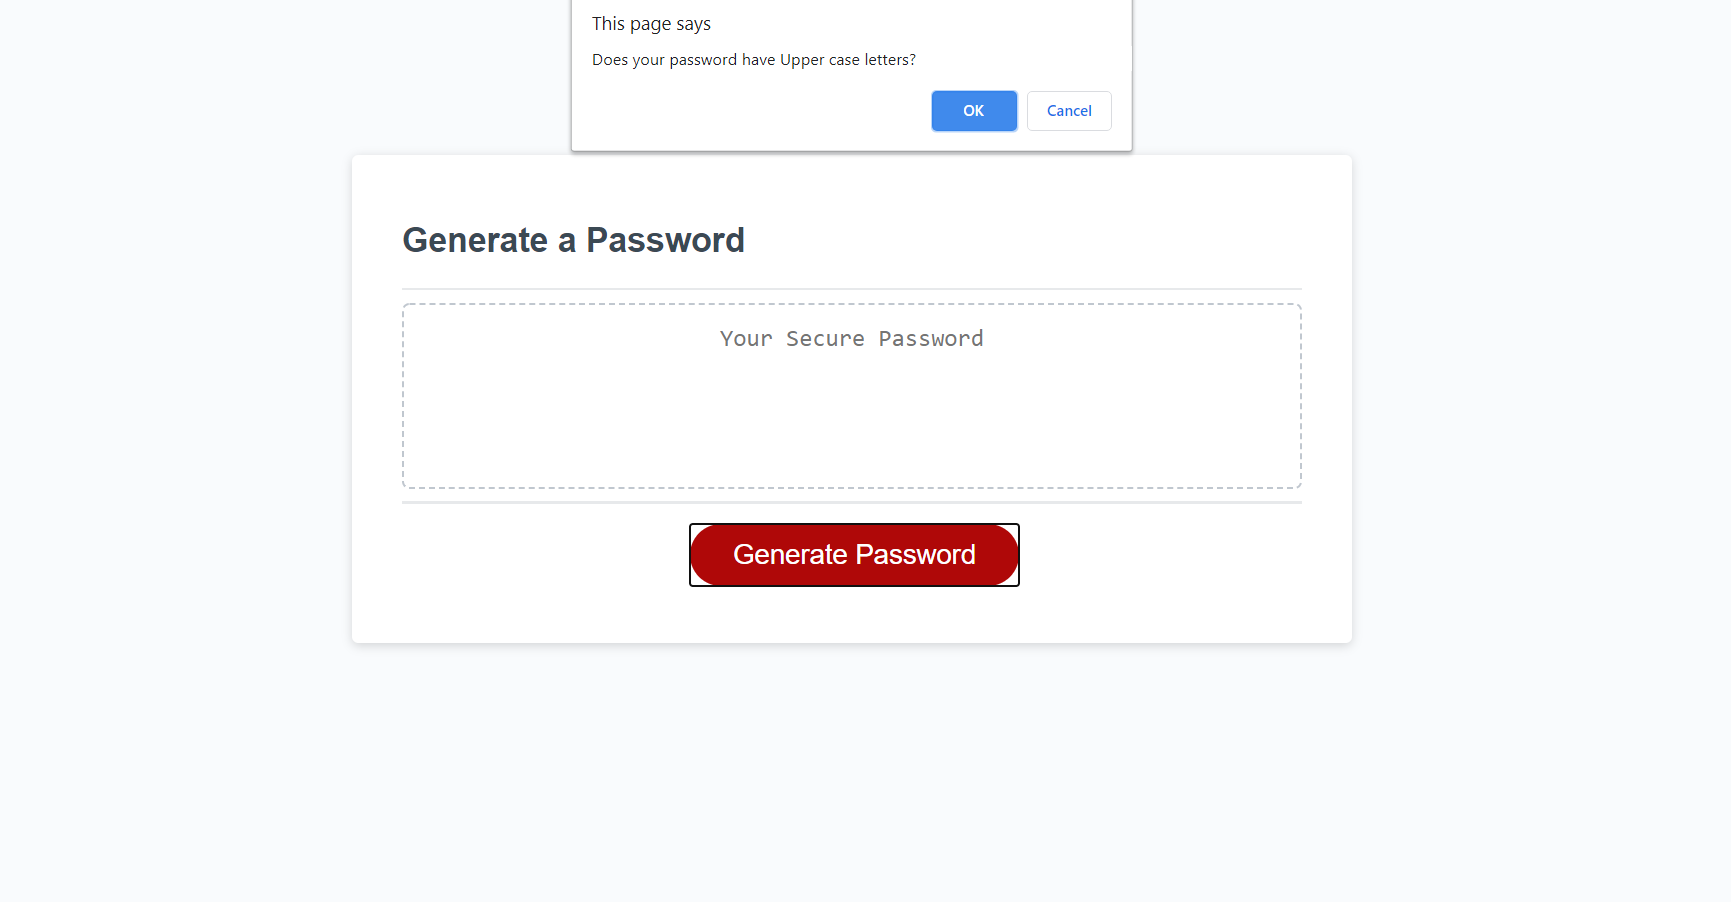 This page says
Does your password have Upper case letters?
OK Cancel
Generate a Password
Your Secure Password
Generate Password